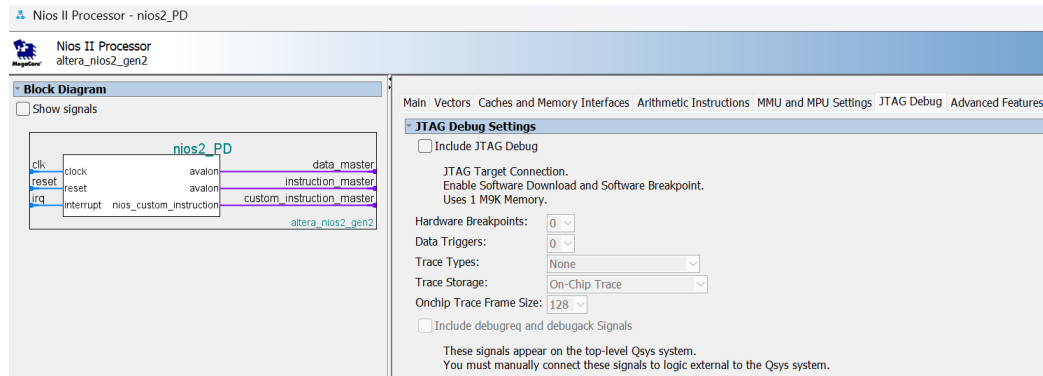 Nios II Processor - nios2_PD
Nios II Processor
MegaCore'
altera_nios2_gen2
Block Diagram
Show signals
nios2_PD
clk
clock
avalon
data_master
reset
reset
avalon
instruction_master
irq
interrupt
nios_custom_instruction
custom_instruction_master
altera_nios2_gen2
Main Vectors Caches and Memory Interfaces Arithmetic Instructions MMU and MPU Settings JTAG Debug Advanced Features
JTAG Debug Settings
Include JTAG Debug
JTAG Target Connection.
Enable Software Download and Software Breakpoint.
Uses 1 M9K Memory.
Hardware Breakpoints: 0
Data Triggers: 0
Trace Types: None
Trace Storage: On-Chip Trace
Onchip Trace Frame Size: 128
Include debugreq and debugack Signals
These signals appear on the top-level Qsys system.
You must manually connect these signals to logic external to the Qsys system.